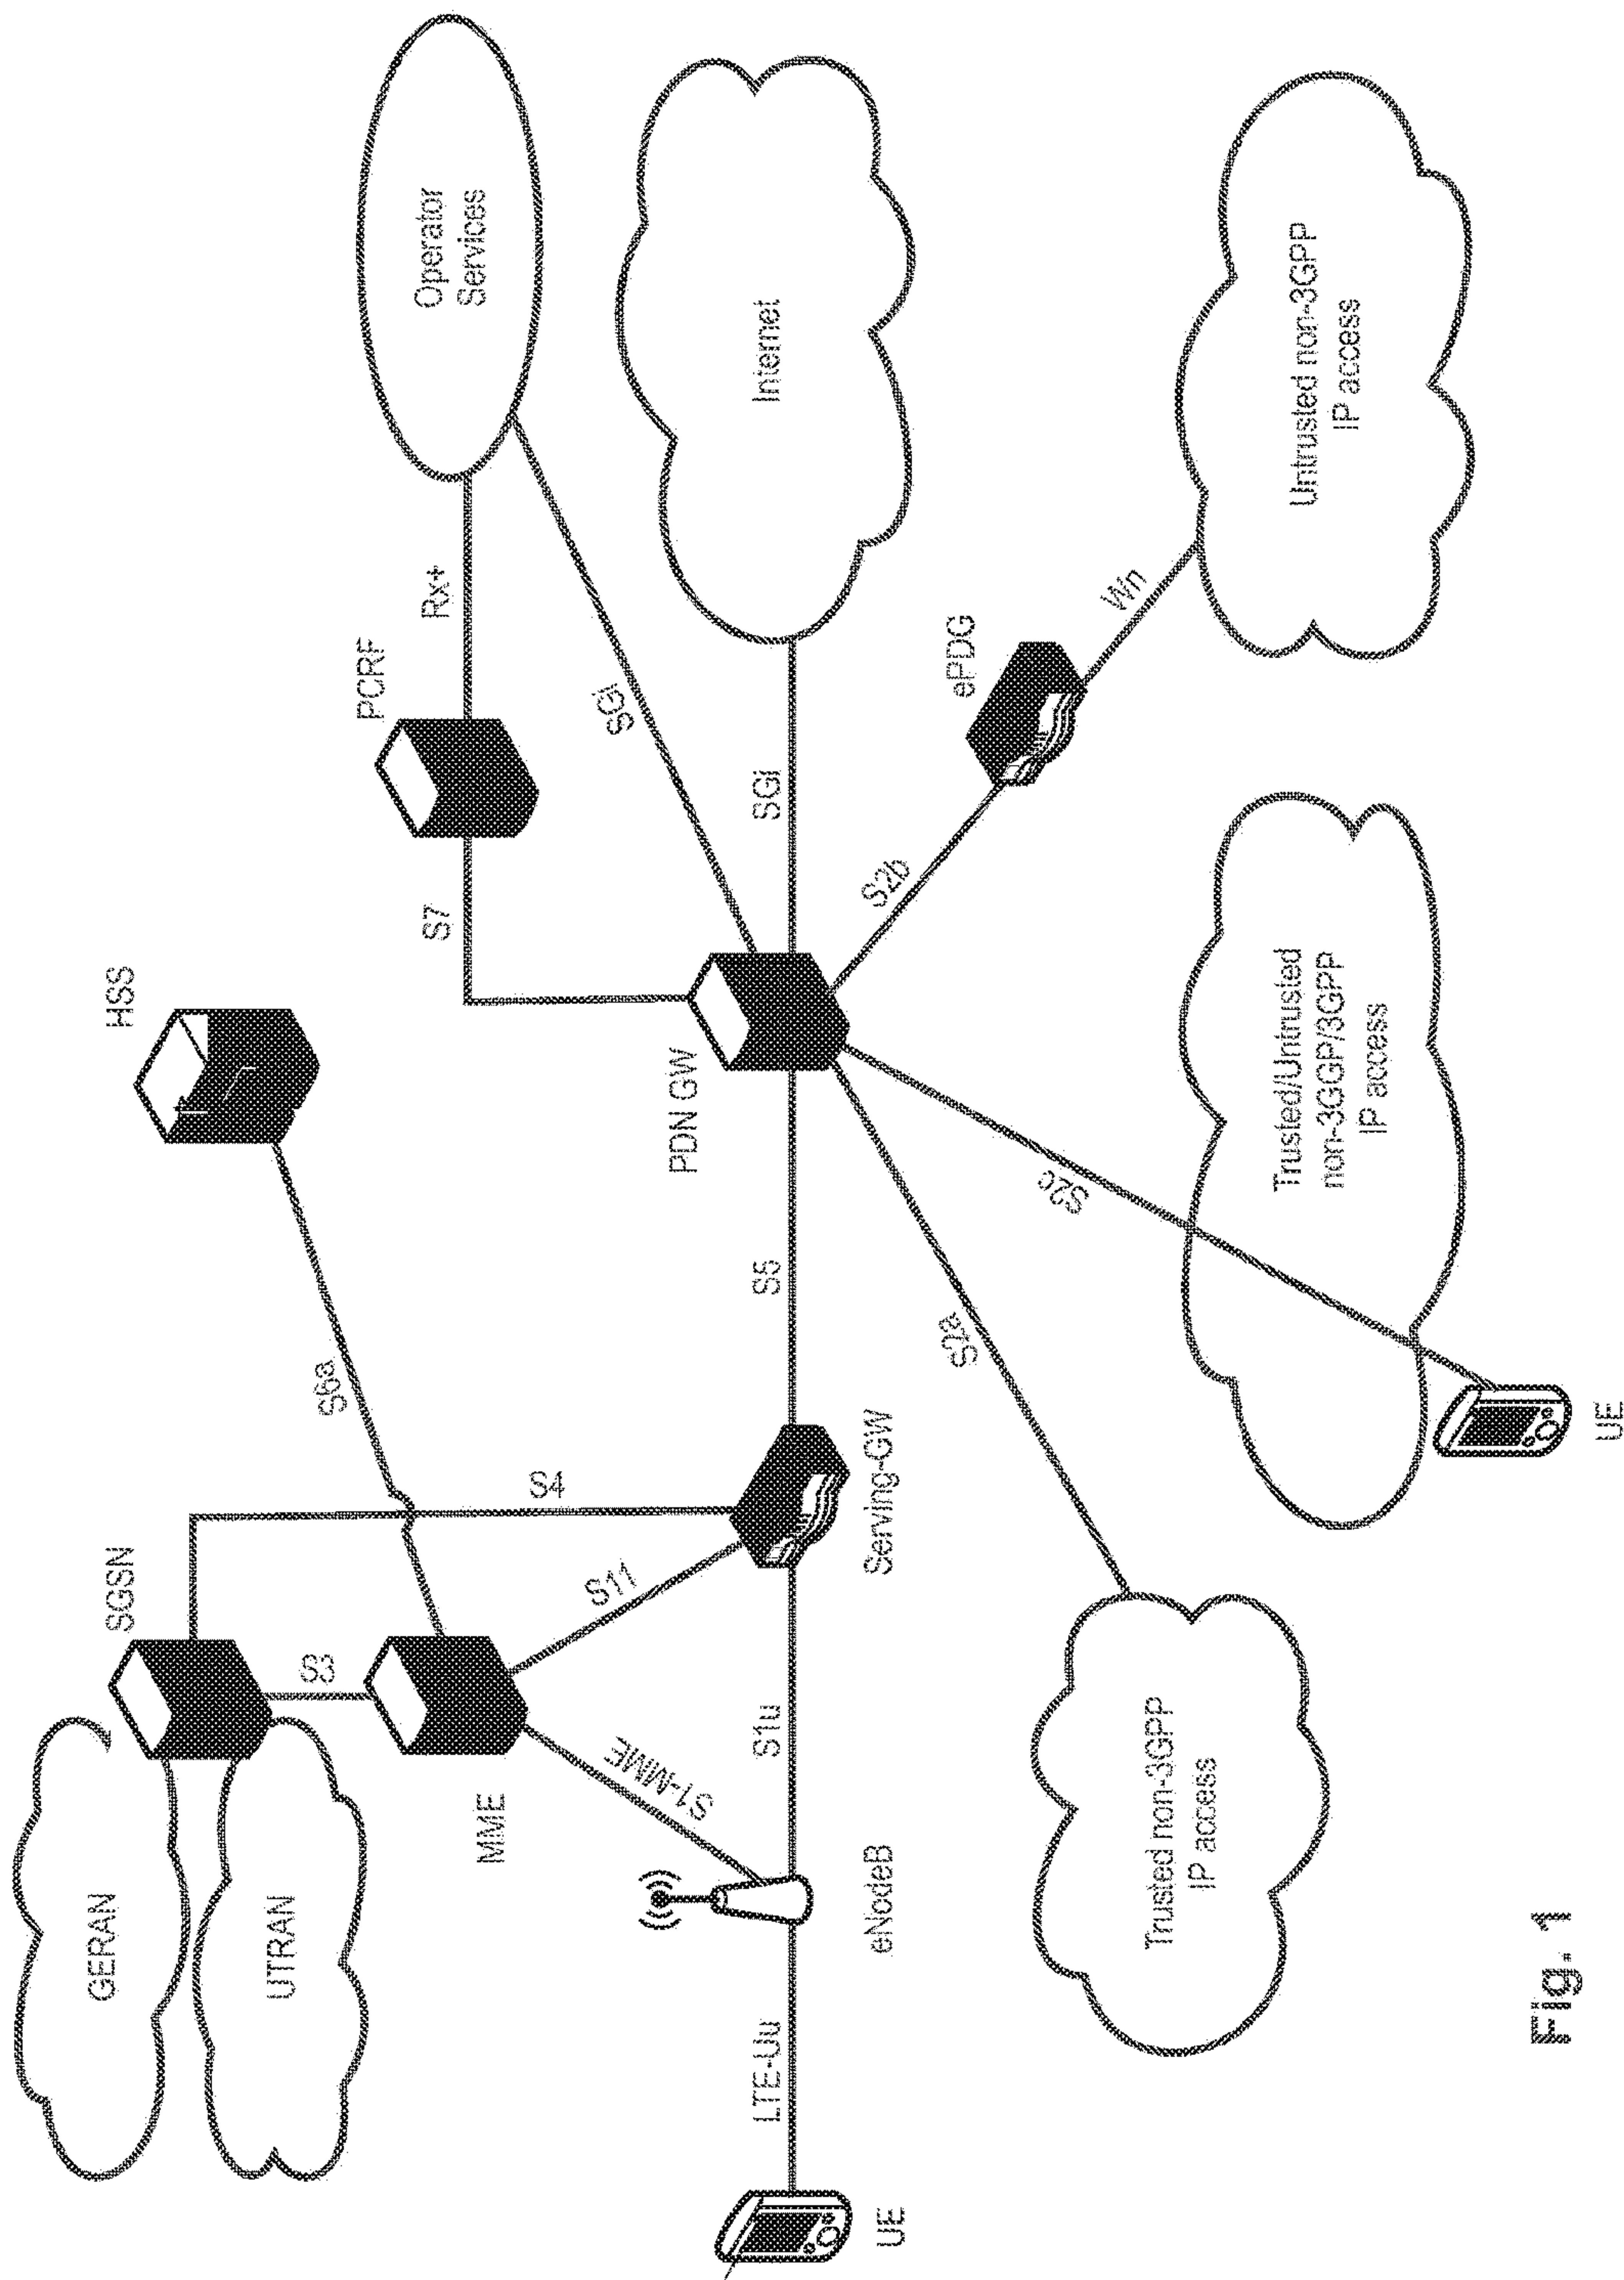 GERAN
UTRAN
SGSN
HSS
S3
S6a
S4
MME
S11
S1-MME
PCRF
S7
Rx+
Operator
Services
SGi
PDN GW
Internet
SGi
UE
LTE-Uu
eNodeB
S1u
Serving-GW
S5
S2b
ePDG
Wn
S2a
S2c
Trusted non-3GPP
IP access
Trusted/Untrusted
non-3GGP/3GPP
IP access
Untrusted non-3GPP
IP access
UE
Fig. 1